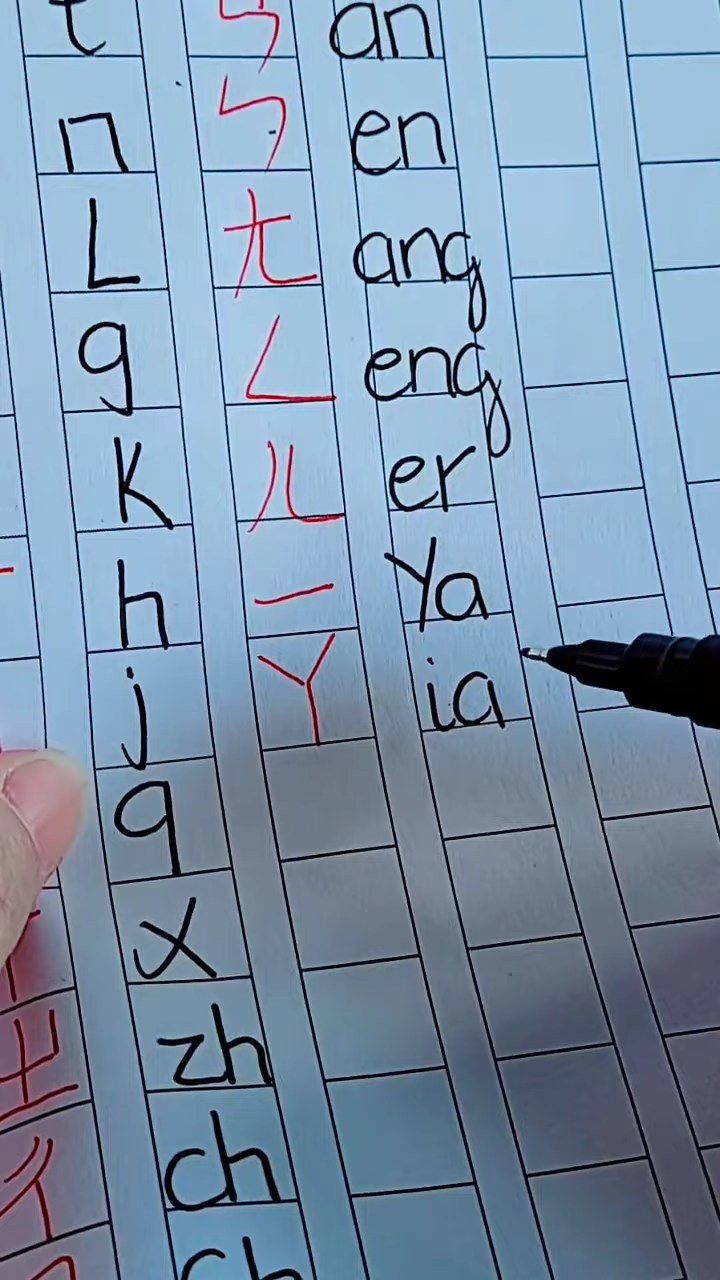 t ㄢ an
n ㄣ en
L ㄤ ang
g ㄥ eng
k ㄦ er
h 一 Ya
j ㄚ ia
q
x
zh
ㄓ ch
ㄔ